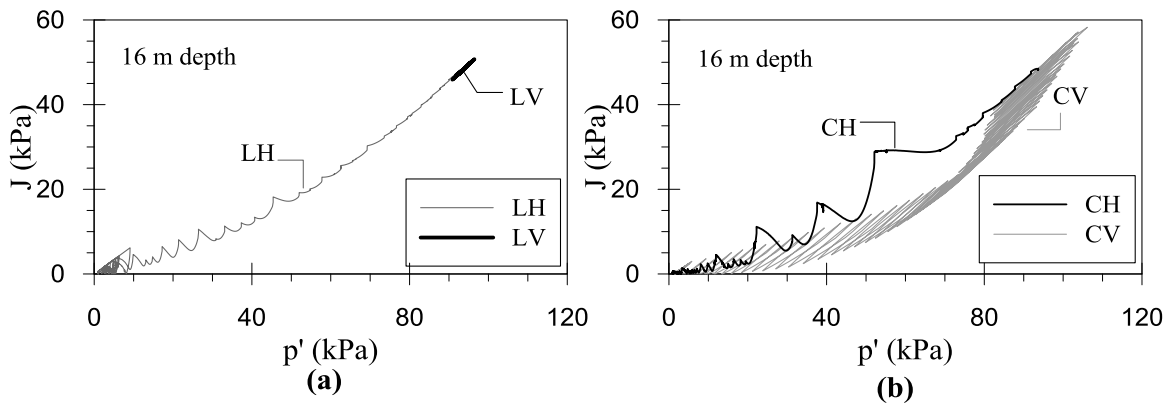 60
16 m depth
40
LV
J (kPa)
LH
20
LH
LV
0
0 40 80 120
p' (kPa)
(a)
60
16 m depth
40
CV
CH
J (kPa)
20
CH
CV
0
0 40 80 120
p' (kPa)
(b)